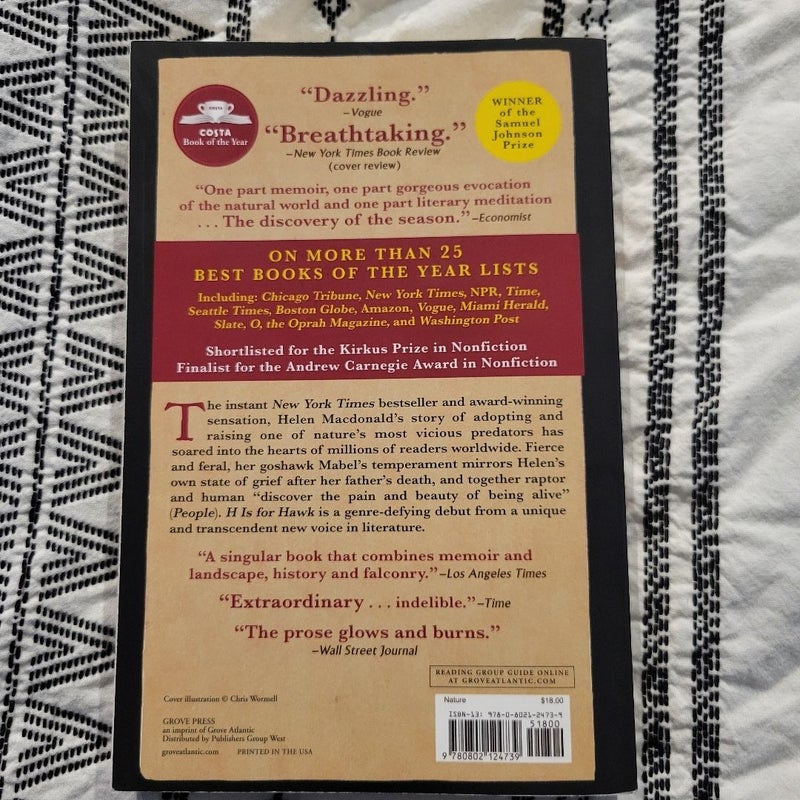 "Dazzling."
–Vogue
COSTA
COSTA
Book of the Year
"Breathtaking."
–New York Times Book Review
(cover review)
WINNER
of the
Samuel
Johnson
Prize
"One part memoir, one part gorgeous evocation
of the natural world and one part literary meditation
. . . The discovery of the season." –Economist
ON MORE THAN 25
BEST BOOKS OF THE YEAR LISTS
Including: Chicago Tribune, New York Times, NPR, Time,
Seattle Times, Boston Globe, Amazon, Vogue, Miami Herald,
Slate, O, the Oprah Magazine, and Washington Post
Shortlisted for the Kirkus Prize in Nonfiction
Finalist for the Andrew Carnegie Award in Nonfiction
The instant New York Times bestseller and award-winning
sensation, Helen Macdonald's story of adopting and
raising one of nature's most vicious predators has
soared into the hearts of millions of readers worldwide. Fierce
and feral, her goshawk Mabel's temperament mirrors Helen's
own state of grief after her father's death, and together raptor
and human "discover the pain and beauty of being alive"
(People). H Is for Hawk is a genre-defying debut from a unique
and transcendent new voice in literature.
"A singular book that combines memoir and
landscape, history and falconry." –Los Angeles Times
"Extraordinary . . . indelible." –Time
"The prose glows and burns."
–Wall Street Journal
READING GROUP GUIDE ONLINE
AT GROVEATLANTIC.COM
Cover illustration © Chris Wormell
GROVE PRESS
an imprint of Grove Atlantic
Distributed by Publishers Group West
groveatlantic.com PRINTED IN THE USA
Nature $18.00
ISBN-13: 978-0-8021-2473-9
51800
9 780802 124739